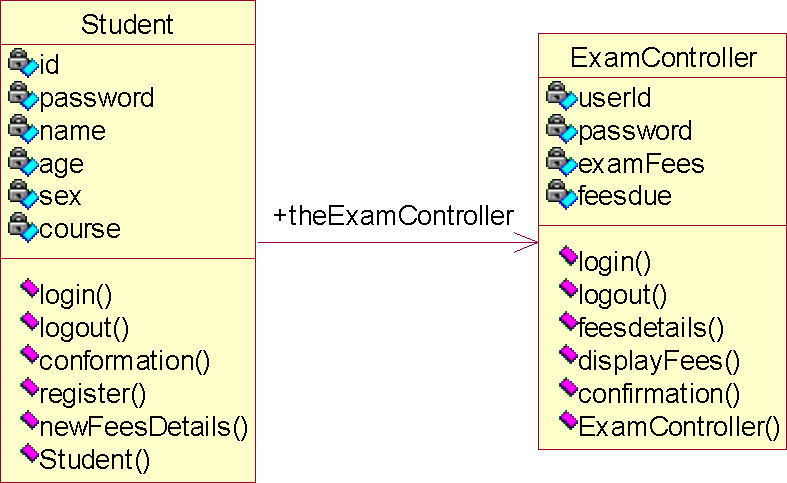 Student
id
password
name
age
sex
course
login()
logout()
conformation()
register()
newFeesDetails()
Student()
+theExamController
ExamController
userId
password
examFees
feesdue
login()
logout()
feesdetails()
displayFees()
confirmation()
ExamController()